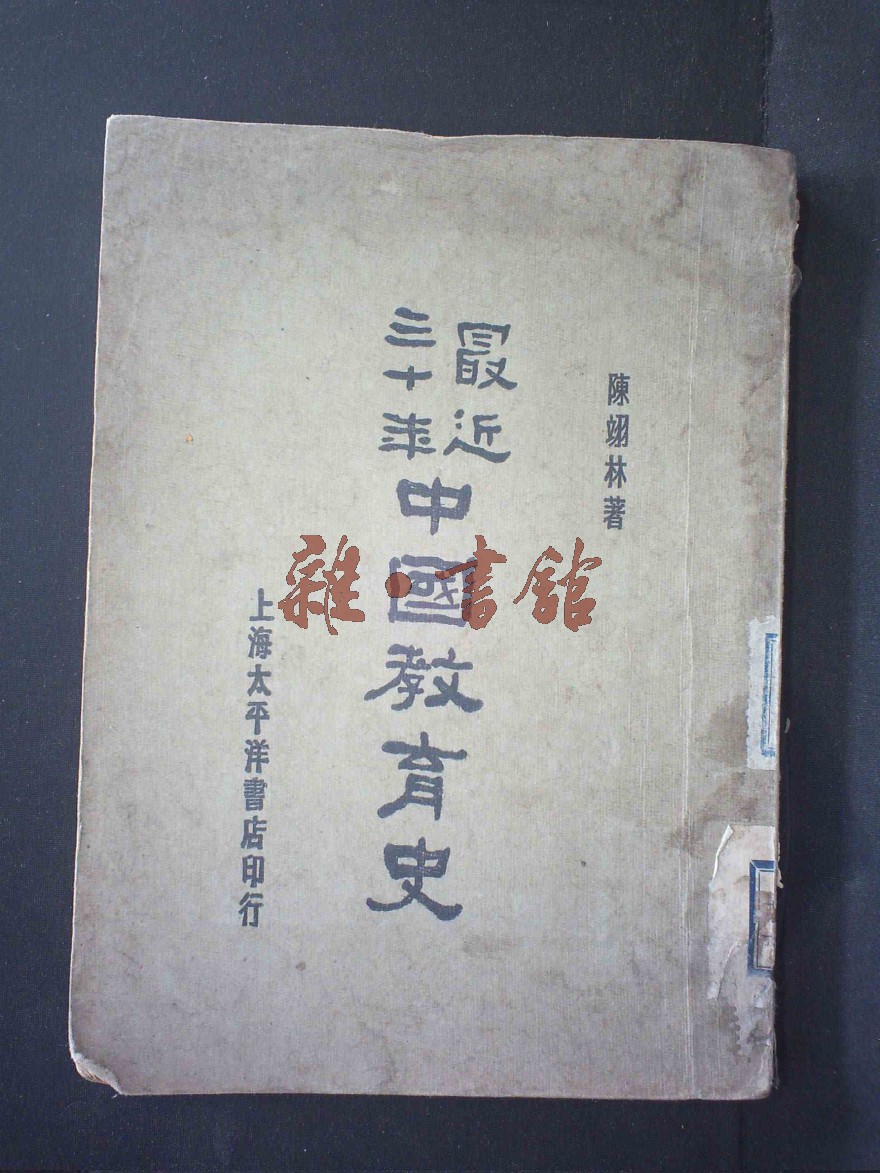 陳翊林著
最近
三十年
中國教育史
上海太平洋書店印行
雜·書舘